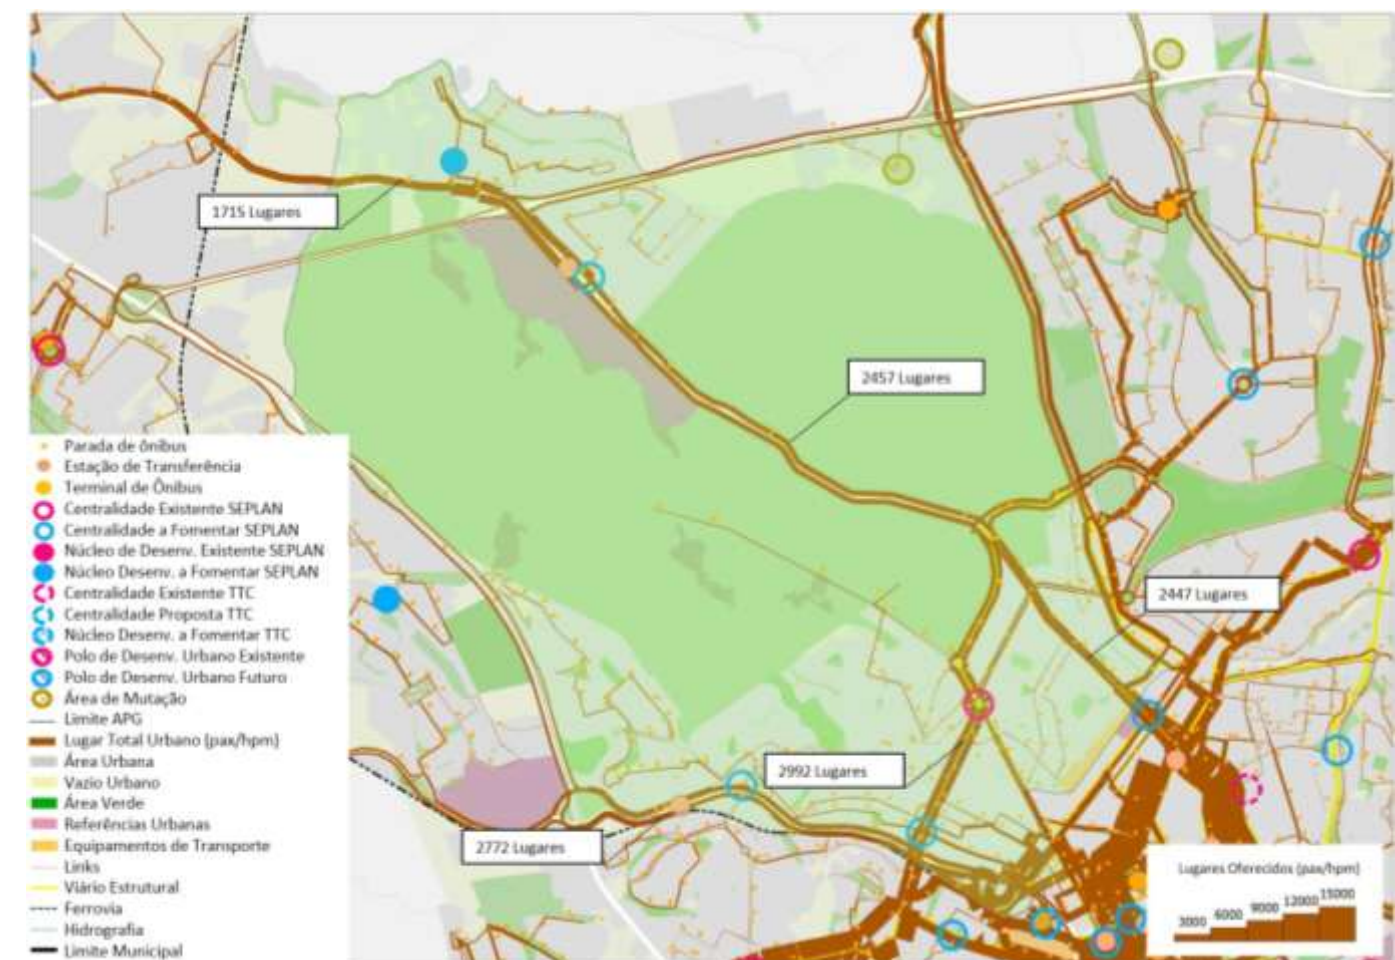 1715 Lugares
2457 Lugares
2447 Lugares
2992 Lugares
2772 Lugares
Parada de ônibus
Estação de Transferência
Terminal de Ônibus
Centralidade Existente SEPLAN
Centralidade a Fomentar SEPLAN
Núcleo de Desenv. Existente SEPLAN
Núcleo Desenv. a Fomentar SEPLAN
Centralidade Existente TTC
Centralidade Proposta TTC
Núcleo Desenv. a Fomentar TTC
Polo de Desenv. Urbano Existente
Polo de Desenv. Urbano Futuro
Área de Mutação
Limite APG
Lugar Total Urbano (pax/hpm)
Área Urbana
Vazio Urbano
Área Verde
Referências Urbanas
Equipamentos de Transporte
Links
Viário Estrutural
Ferrovia
Hidrografia
Limite Municipal
Lugares Oferecidos (pax/hpm)
3000 6000 9000 12000 15000